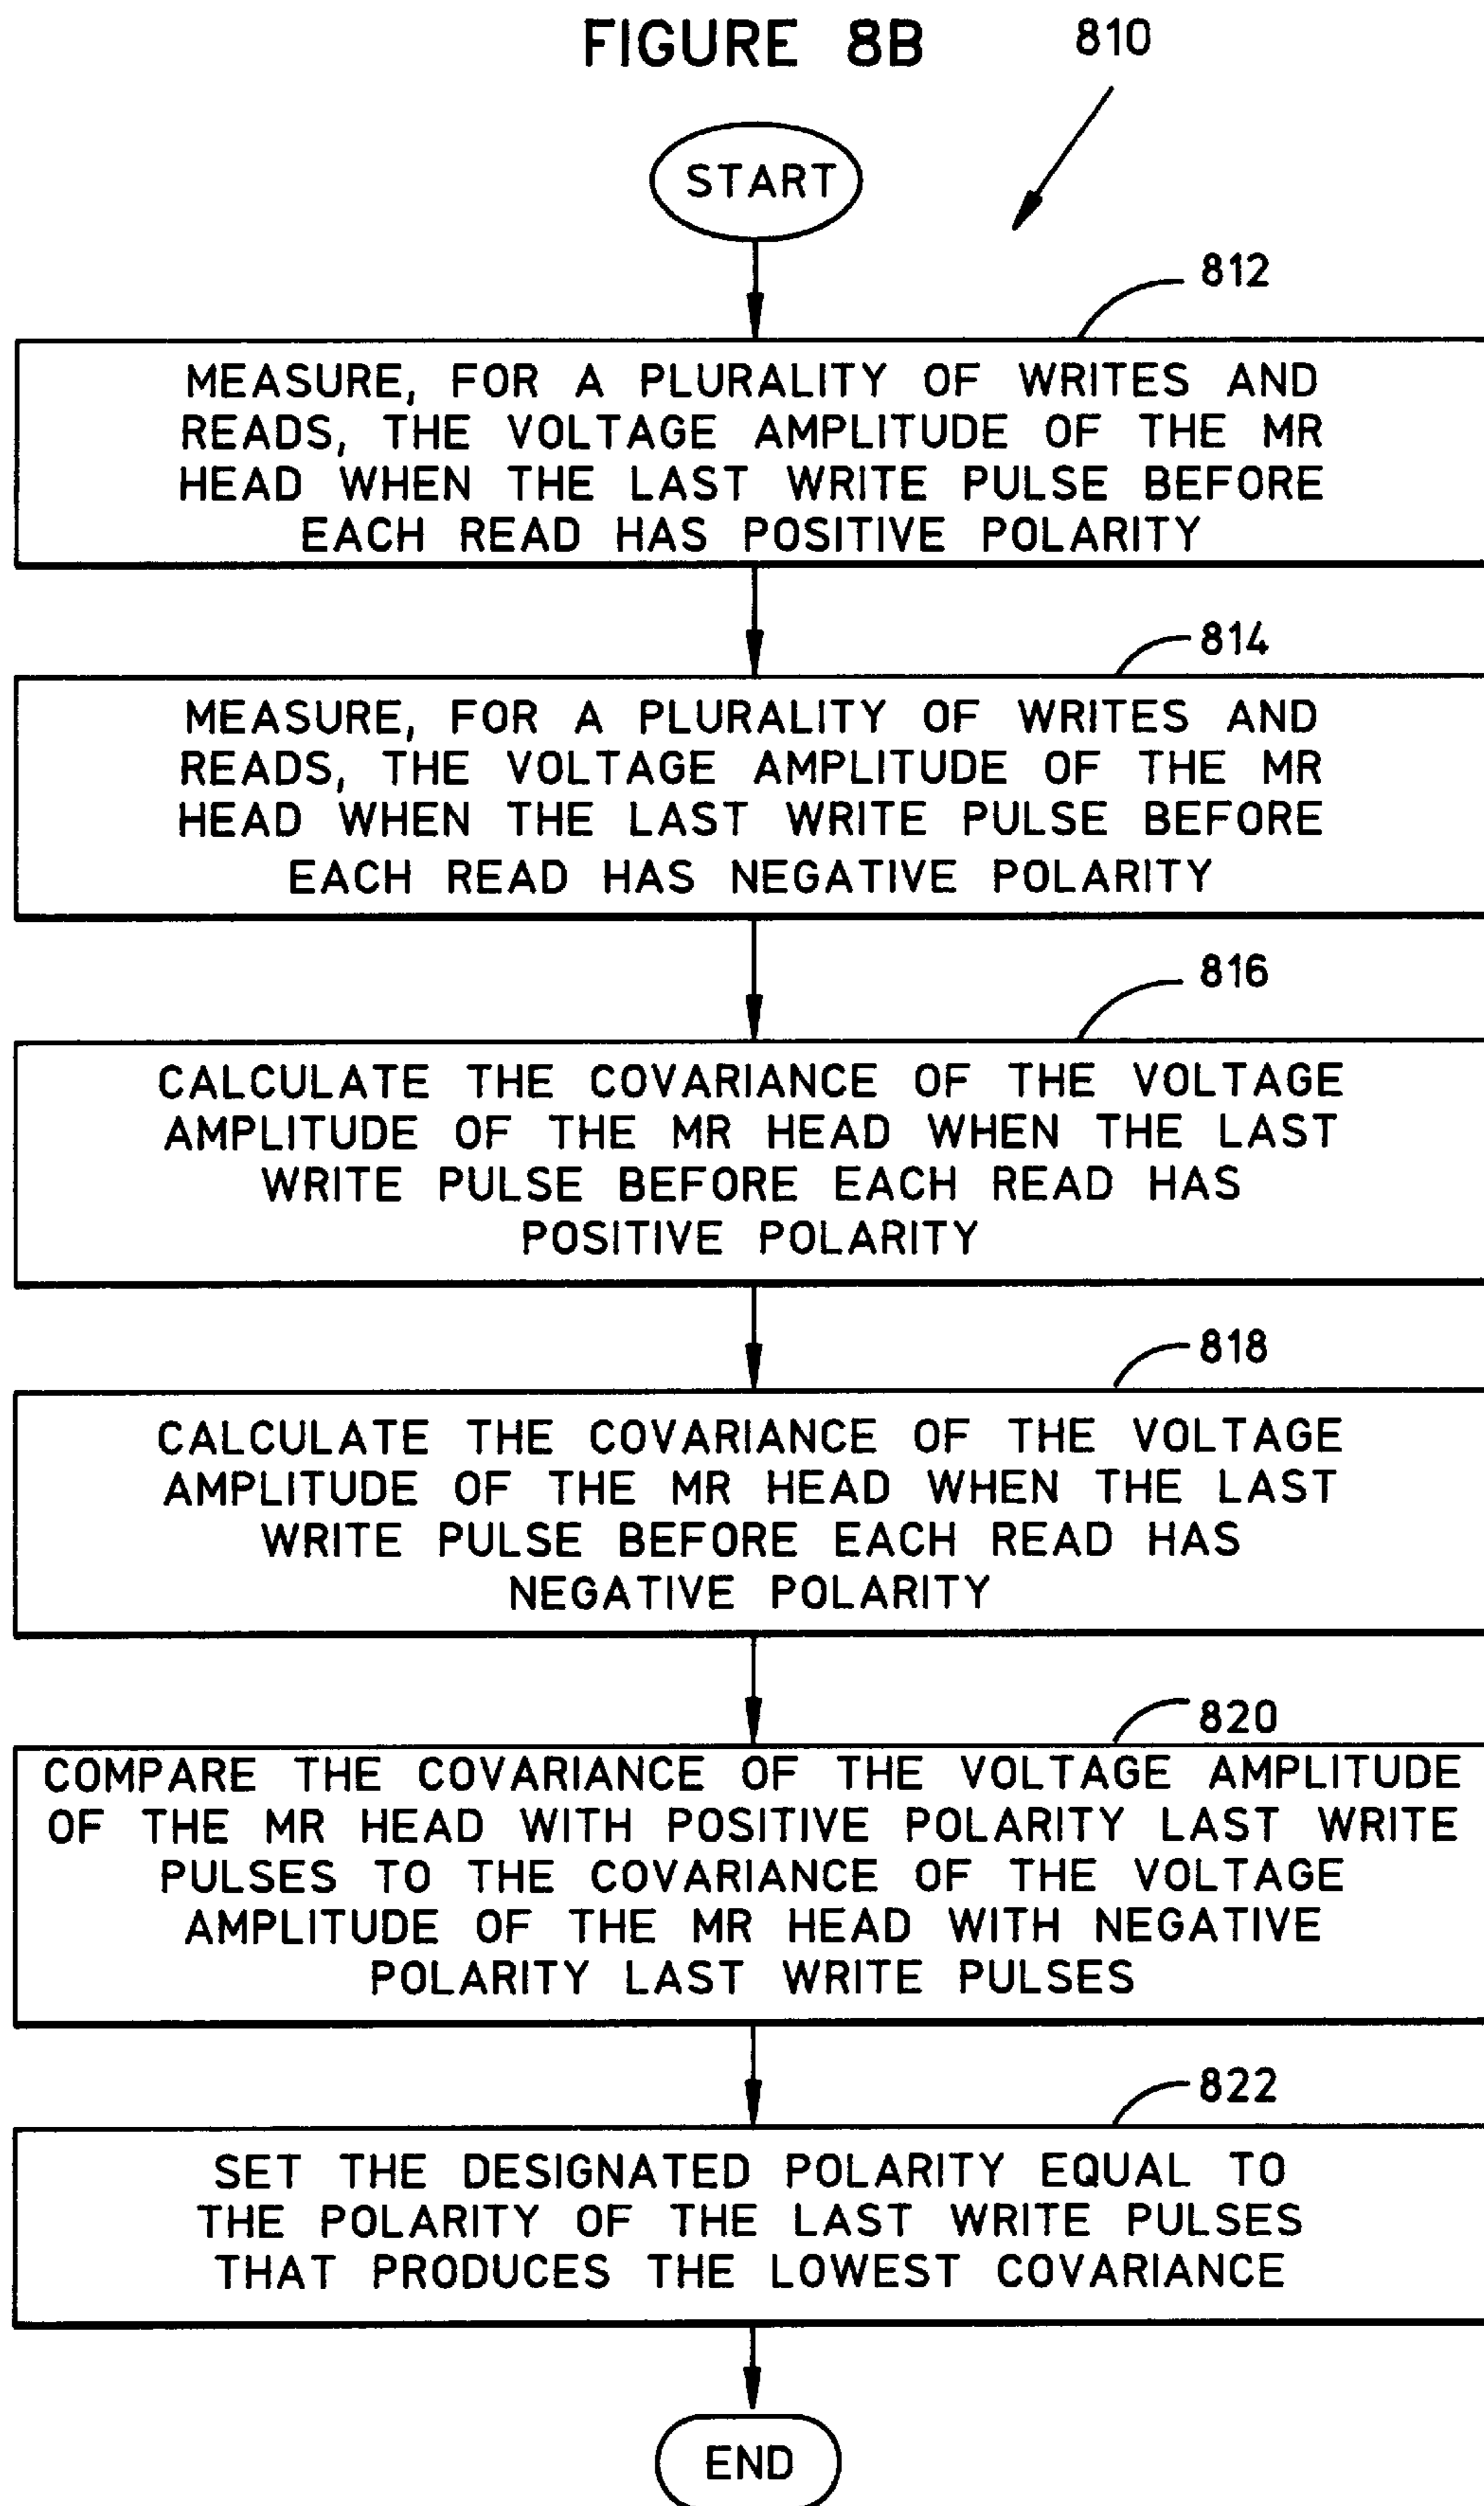 FIGURE 8B
810
START
812
MEASURE, FOR A PLURALITY OF WRITES AND
READS, THE VOLTAGE AMPLITUDE OF THE MR
HEAD WHEN THE LAST WRITE PULSE BEFORE
EACH READ HAS POSITIVE POLARITY
814
MEASURE, FOR A PLURALITY OF WRITES AND
READS, THE VOLTAGE AMPLITUDE OF THE MR
HEAD WHEN THE LAST WRITE PULSE BEFORE
EACH READ HAS NEGATIVE POLARITY
816
CALCULATE THE COVARIANCE OF THE VOLTAGE
AMPLITUDE OF THE MR HEAD WHEN THE LAST
WRITE PULSE BEFORE EACH READ HAS
POSITIVE POLARITY
818
CALCULATE THE COVARIANCE OF THE VOLTAGE
AMPLITUDE OF THE MR HEAD WHEN THE LAST
WRITE PULSE BEFORE EACH READ HAS
NEGATIVE POLARITY
820
COMPARE THE COVARIANCE OF THE VOLTAGE AMPLITUDE
OF THE MR HEAD WITH POSITIVE POLARITY LAST WRITE
PULSES TO THE COVARIANCE OF THE VOLTAGE
AMPLITUDE OF THE MR HEAD WITH NEGATIVE
POLARITY LAST WRITE PULSES
822
SET THE DESIGNATED POLARITY EQUAL TO
THE POLARITY OF THE LAST WRITE PULSES
THAT PRODUCES THE LOWEST COVARIANCE
END